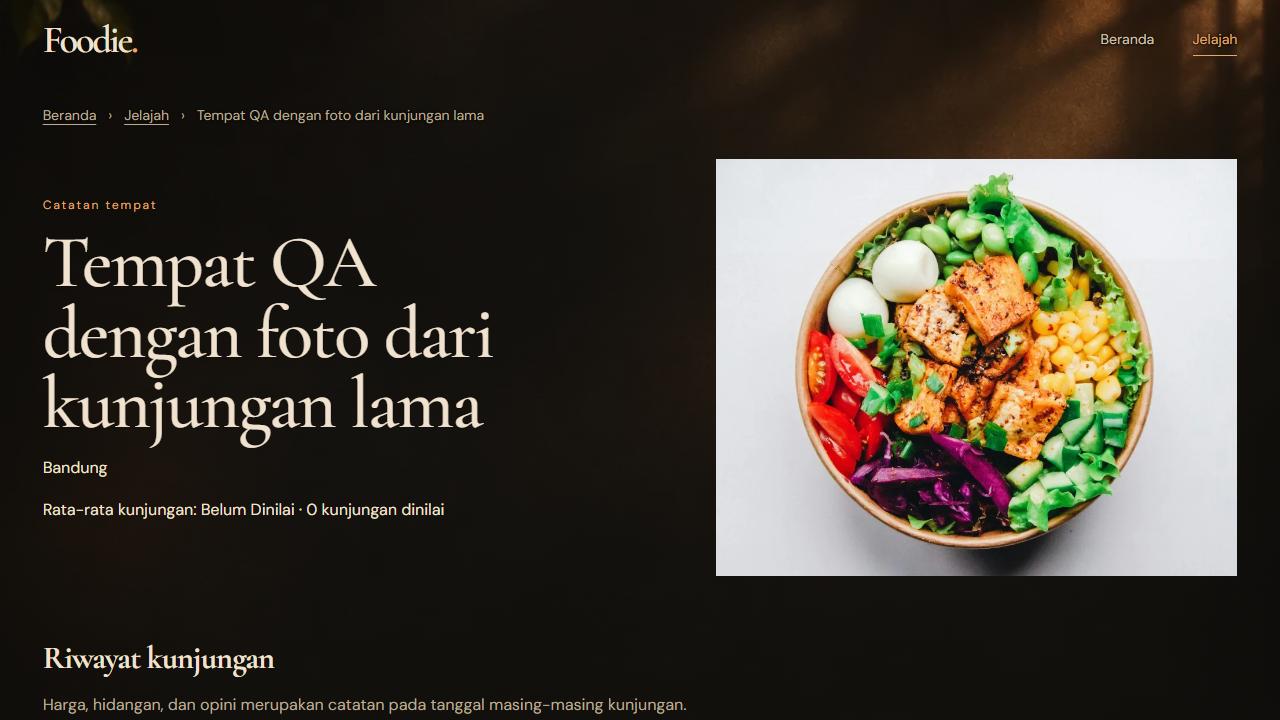 Foodie.
Beranda
Jelajah
Beranda › Jelajah › Tempat QA dengan foto dari kunjungan lama
Catatan tempat
Tempat QA
dengan foto dari
kunjungan lama
Bandung
Rata-rata kunjungan: Belum Dinilai · 0 kunjungan dinilai
Riwayat kunjungan
Harga, hidangan, dan opini merupakan catatan pada tanggal masing-masing kunjungan.